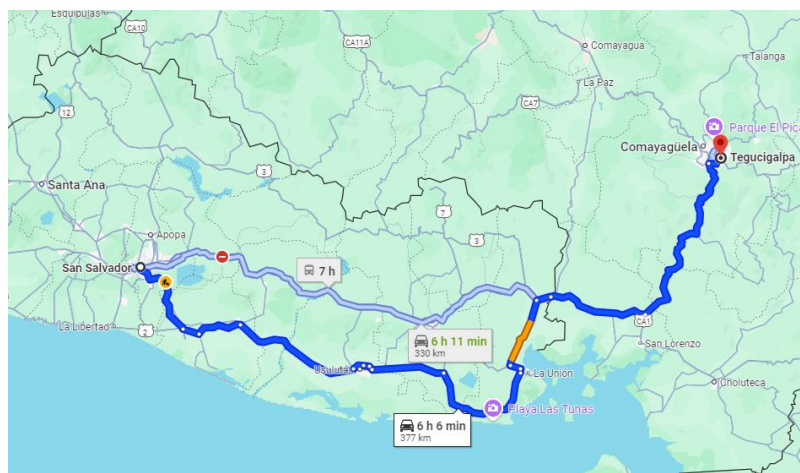 Esquipulas
CA10
CA11A
Comayagua
Talanga
La Paz
CA7
12
Parque El Pica
Comayagüela
Tegucigalpa
3
Santa Ana
7
3
Apopa
San Salvador
7 h
La Libertad
2
CA1
6 h 11 min
330 km
San Lorenzo
Usulután
La Unión
Choluteca
Playa Las Tunas
6 h 6 min
377 km